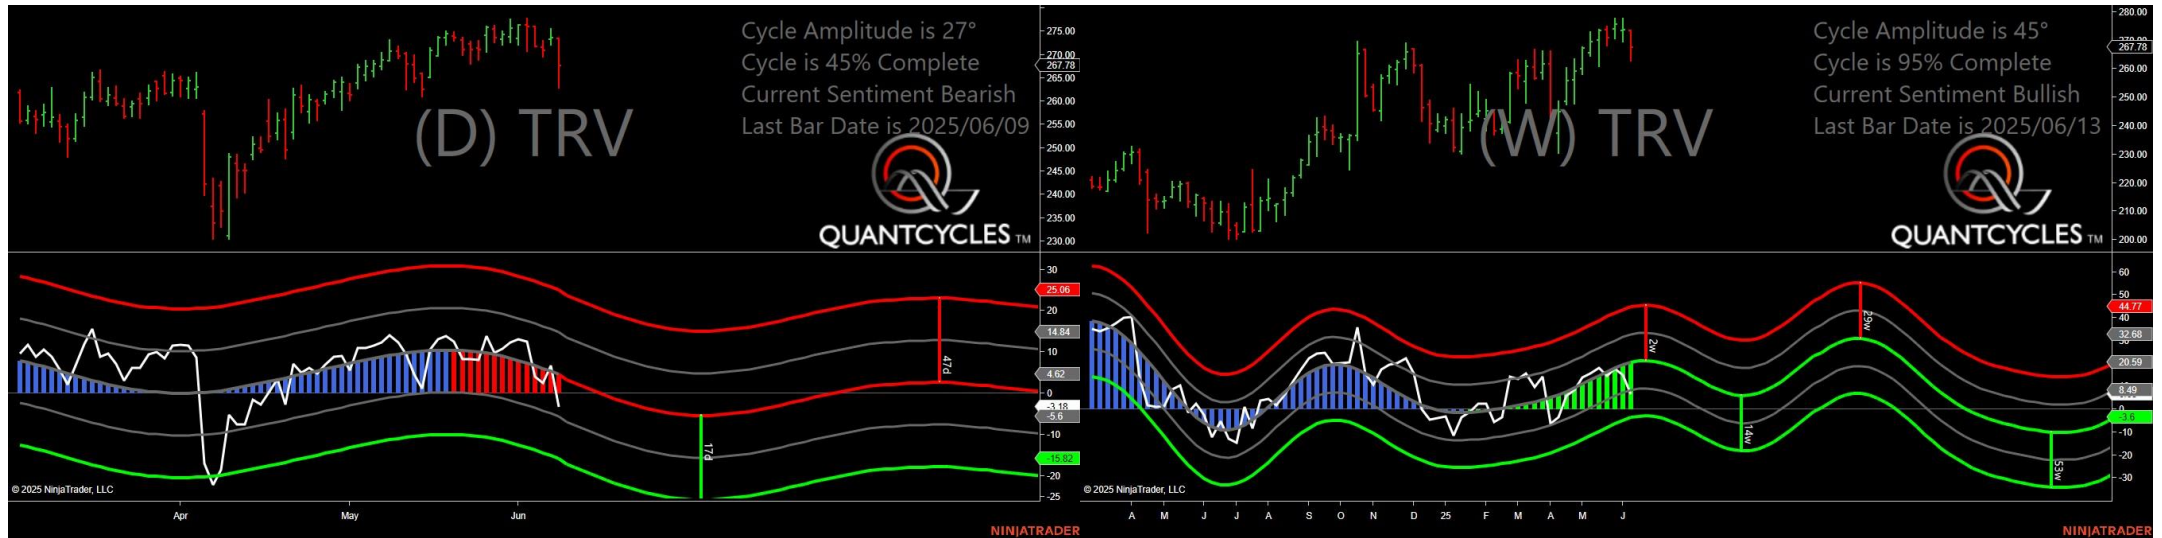 Cycle Amplitude is 27°
Cycle is 45% Complete
Current Sentiment Bearish
Last Bar Date is 2025/06/09
(D) TRV
QUANTCYCLES TM
275.00
270.00
267.78
265.00
260.00
255.00
250.00
245.00
240.00
235.00
230.00
30
25.06
20
14.84
10
4.62
0
-3.18
-5.6
-10
-15.82
-20
-25
47d
17d
© 2025 NinjaTrader, LLC
Apr
May
Jun
NINJATRADER
Cycle Amplitude is 45°
Cycle is 95% Complete
Current Sentiment Bullish
Last Bar Date is 2025/06/13
(W) TRV
QUANTCYCLES TM
280.00
267.78
260.00
250.00
240.00
230.00
220.00
210.00
200.00
60
50
44.77
40
32.68
20.59
8.49
-3.6
-10
-20
-30
2w
29w
14w
53w
© 2025 NinjaTrader, LLC
A M J J A S O N D 25 F M A M J
NINJATRADER